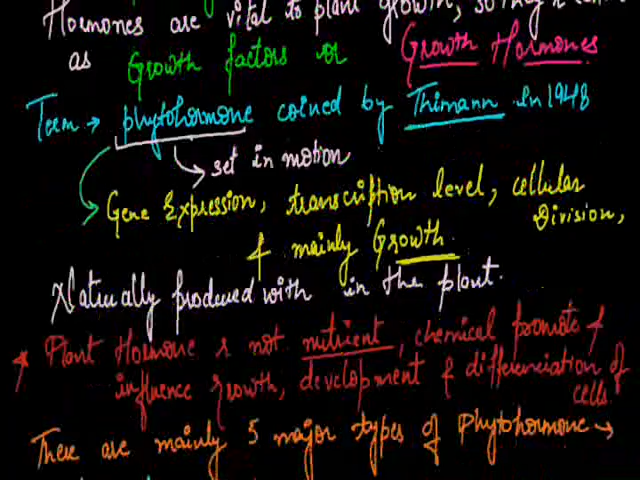 Hormones are vital to plant growth, so they'r
as Growth factors or Growth Hormones
Term → phytohormone coined by Thimann in 1948
→ set in motion
Gene Expression, transcription level, cellular
Division,
& mainly Growth
Naturally produced with in the plant.
* Plant Hormone r not nutrient, chemical promote &
influence growth, development & differenciation of
cells.
There are mainly 5 major types of Phytohormone →